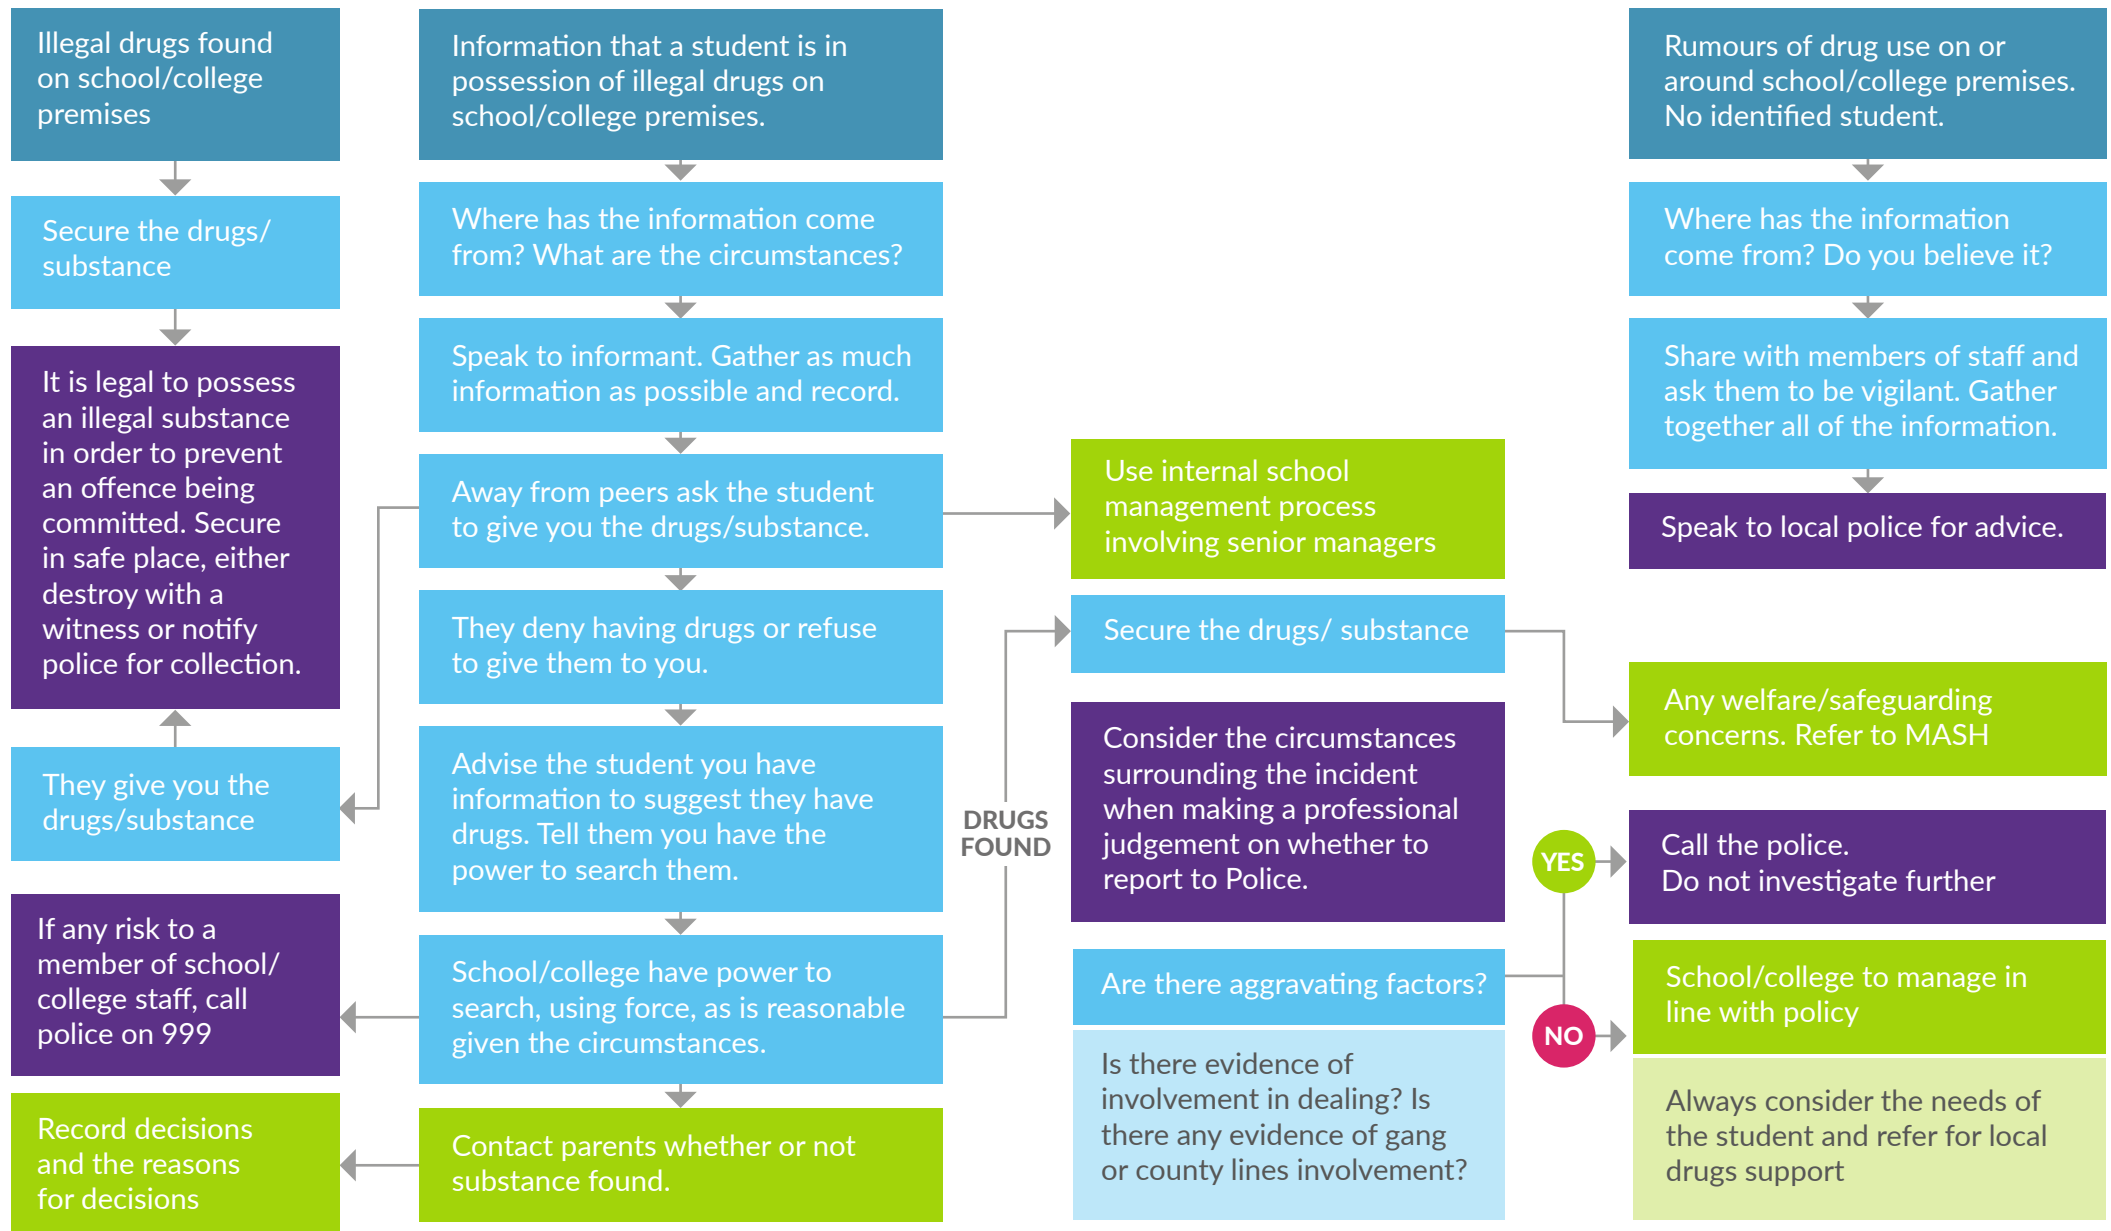 Illegal drugs found
on school/college
premises
Secure the drugs/
substance
It is legal to possess
an illegal substance
in order to prevent
an offence being
committed. Secure
in safe place, either
destroy with a
witness or notify
police for collection.
They give you the
drugs/substance
If any risk to a
member of school/
college staff, call
police on 999
Record decisions
and the reasons
for decisions
Information that a student is in
possession of illegal drugs on
school/college premises.
Where has the information come
from? What are the circumstances?
Speak to informant. Gather as much
information as possible and record.
Away from peers ask the student
to give you the drugs/substance.
They deny having drugs or refuse
to give them to you.
Advise the student you have
information to suggest they have
drugs. Tell them you have the
power to search them.
School/college have power to
search, using force, as is reasonable
given the circumstances.
Contact parents whether or not
substance found.
DRUGS
FOUND
Use internal school
management process
involving senior managers
Secure the drugs/ substance
Consider the circumstances
surrounding the incident
when making a professional
judgement on whether to
report to Police.
Are there aggravating factors?
Is there evidence of
involvement in dealing? Is
there any evidence of gang
or county lines involvement?
YES
NO
Rumours of drug use on or
around school/college premises.
No identified student.
Where has the information
come from? Do you believe it?
Share with members of staff and
ask them to be vigilant. Gather
together all of the information.
Speak to local police for advice.
Any welfare/safeguarding
concerns. Refer to MASH
Call the police.
Do not investigate further
School/college to manage in
line with policy
Always consider the needs of
the student and refer for local
drugs support